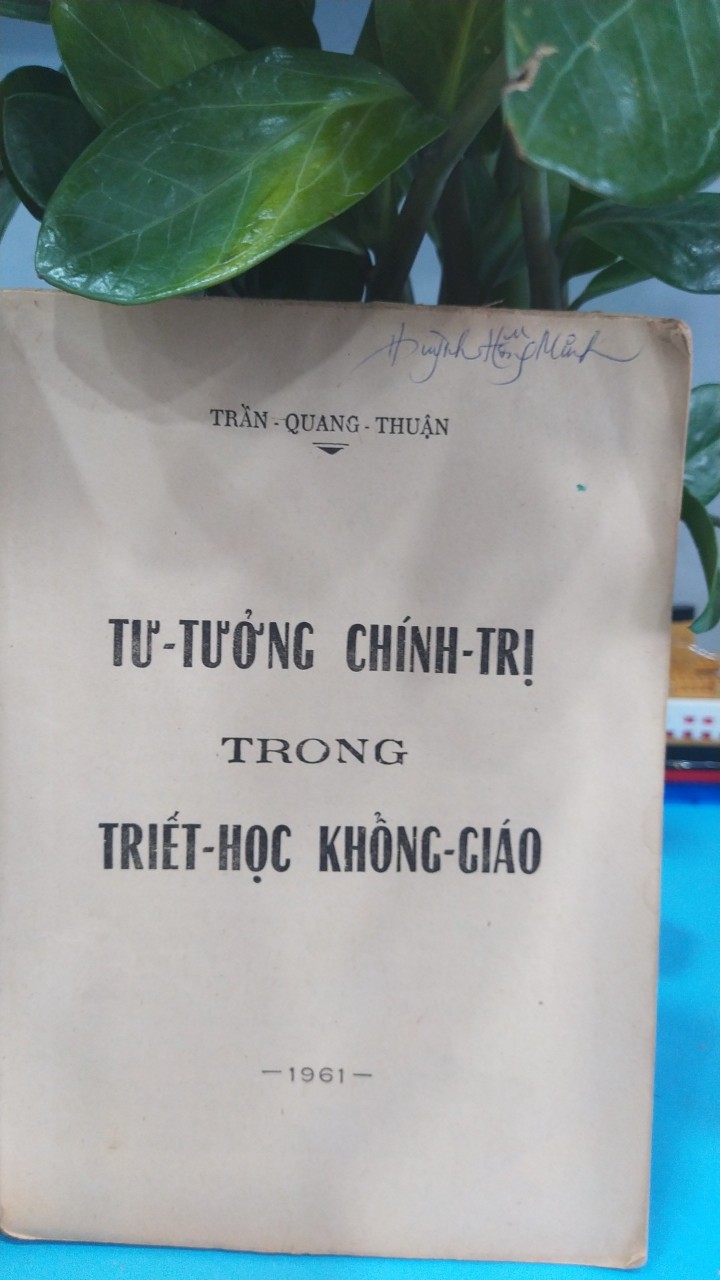 Huỳnh Hồng Minh
TRẦN - QUANG - THUẬN
TƯ-TƯỞNG CHÍNH-TRỊ
TRONG
TRIẾT-HỌC KHỔNG-GIÁO
—1961—